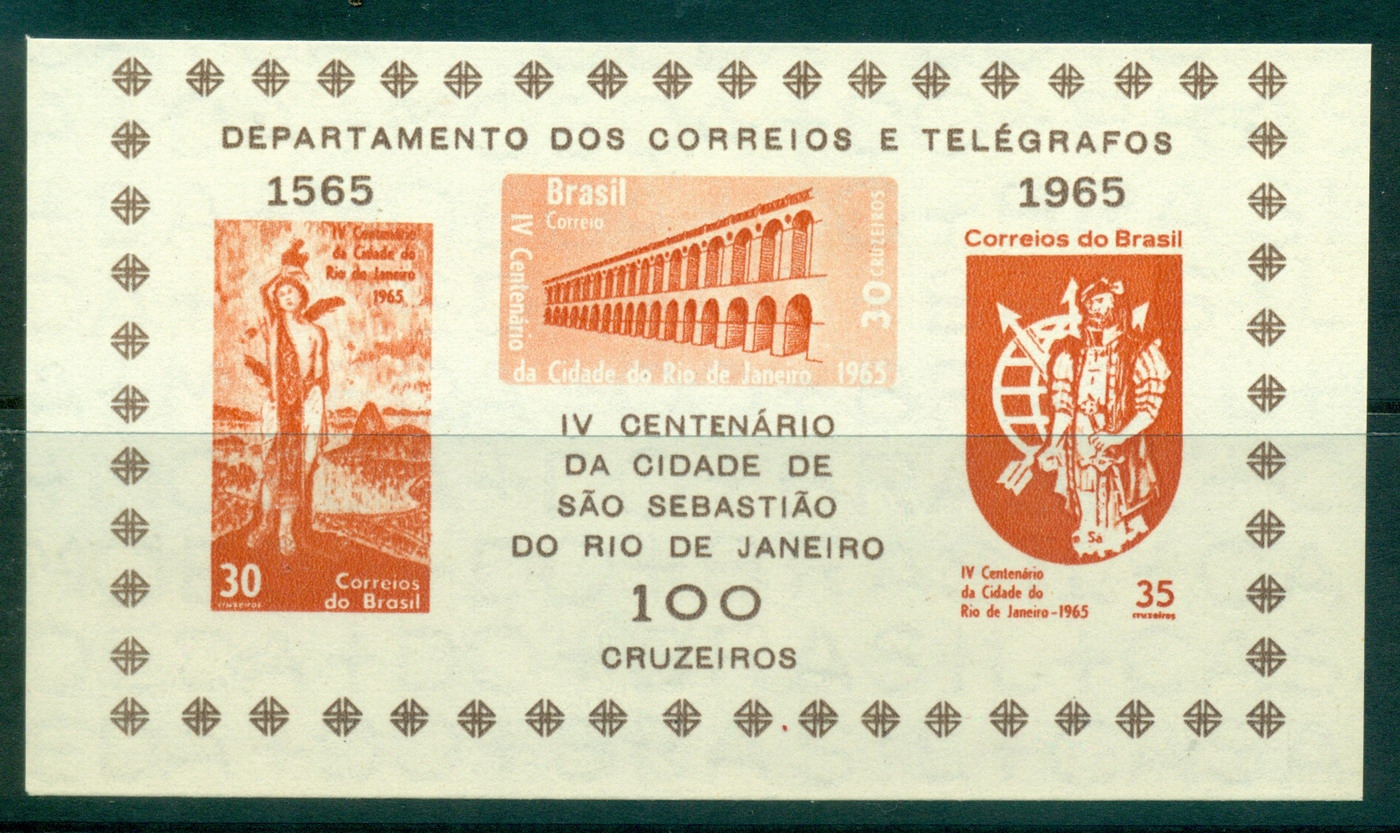 DEPARTAMENTO DOS CORREIOS E TELÉGRAFOS
1565
1965
IV Centenário
da Cidade do
Rio de Janeiro
1965
30
cruzeiros
Correios
do Brasil
Brasil
Correio
IV Centenário
da Cidade do Rio de Janeiro 1965
30 CRUZEIROS
Correios do Brasil
Sá
IV Centenário
da Cidade do
Rio de Janeiro-1965
35
cruzeiros
IV CENTENÁRIO
DA CIDADE DE
SÃO SEBASTIÃO
DO RIO DE JANEIRO
100
CRUZEIROS